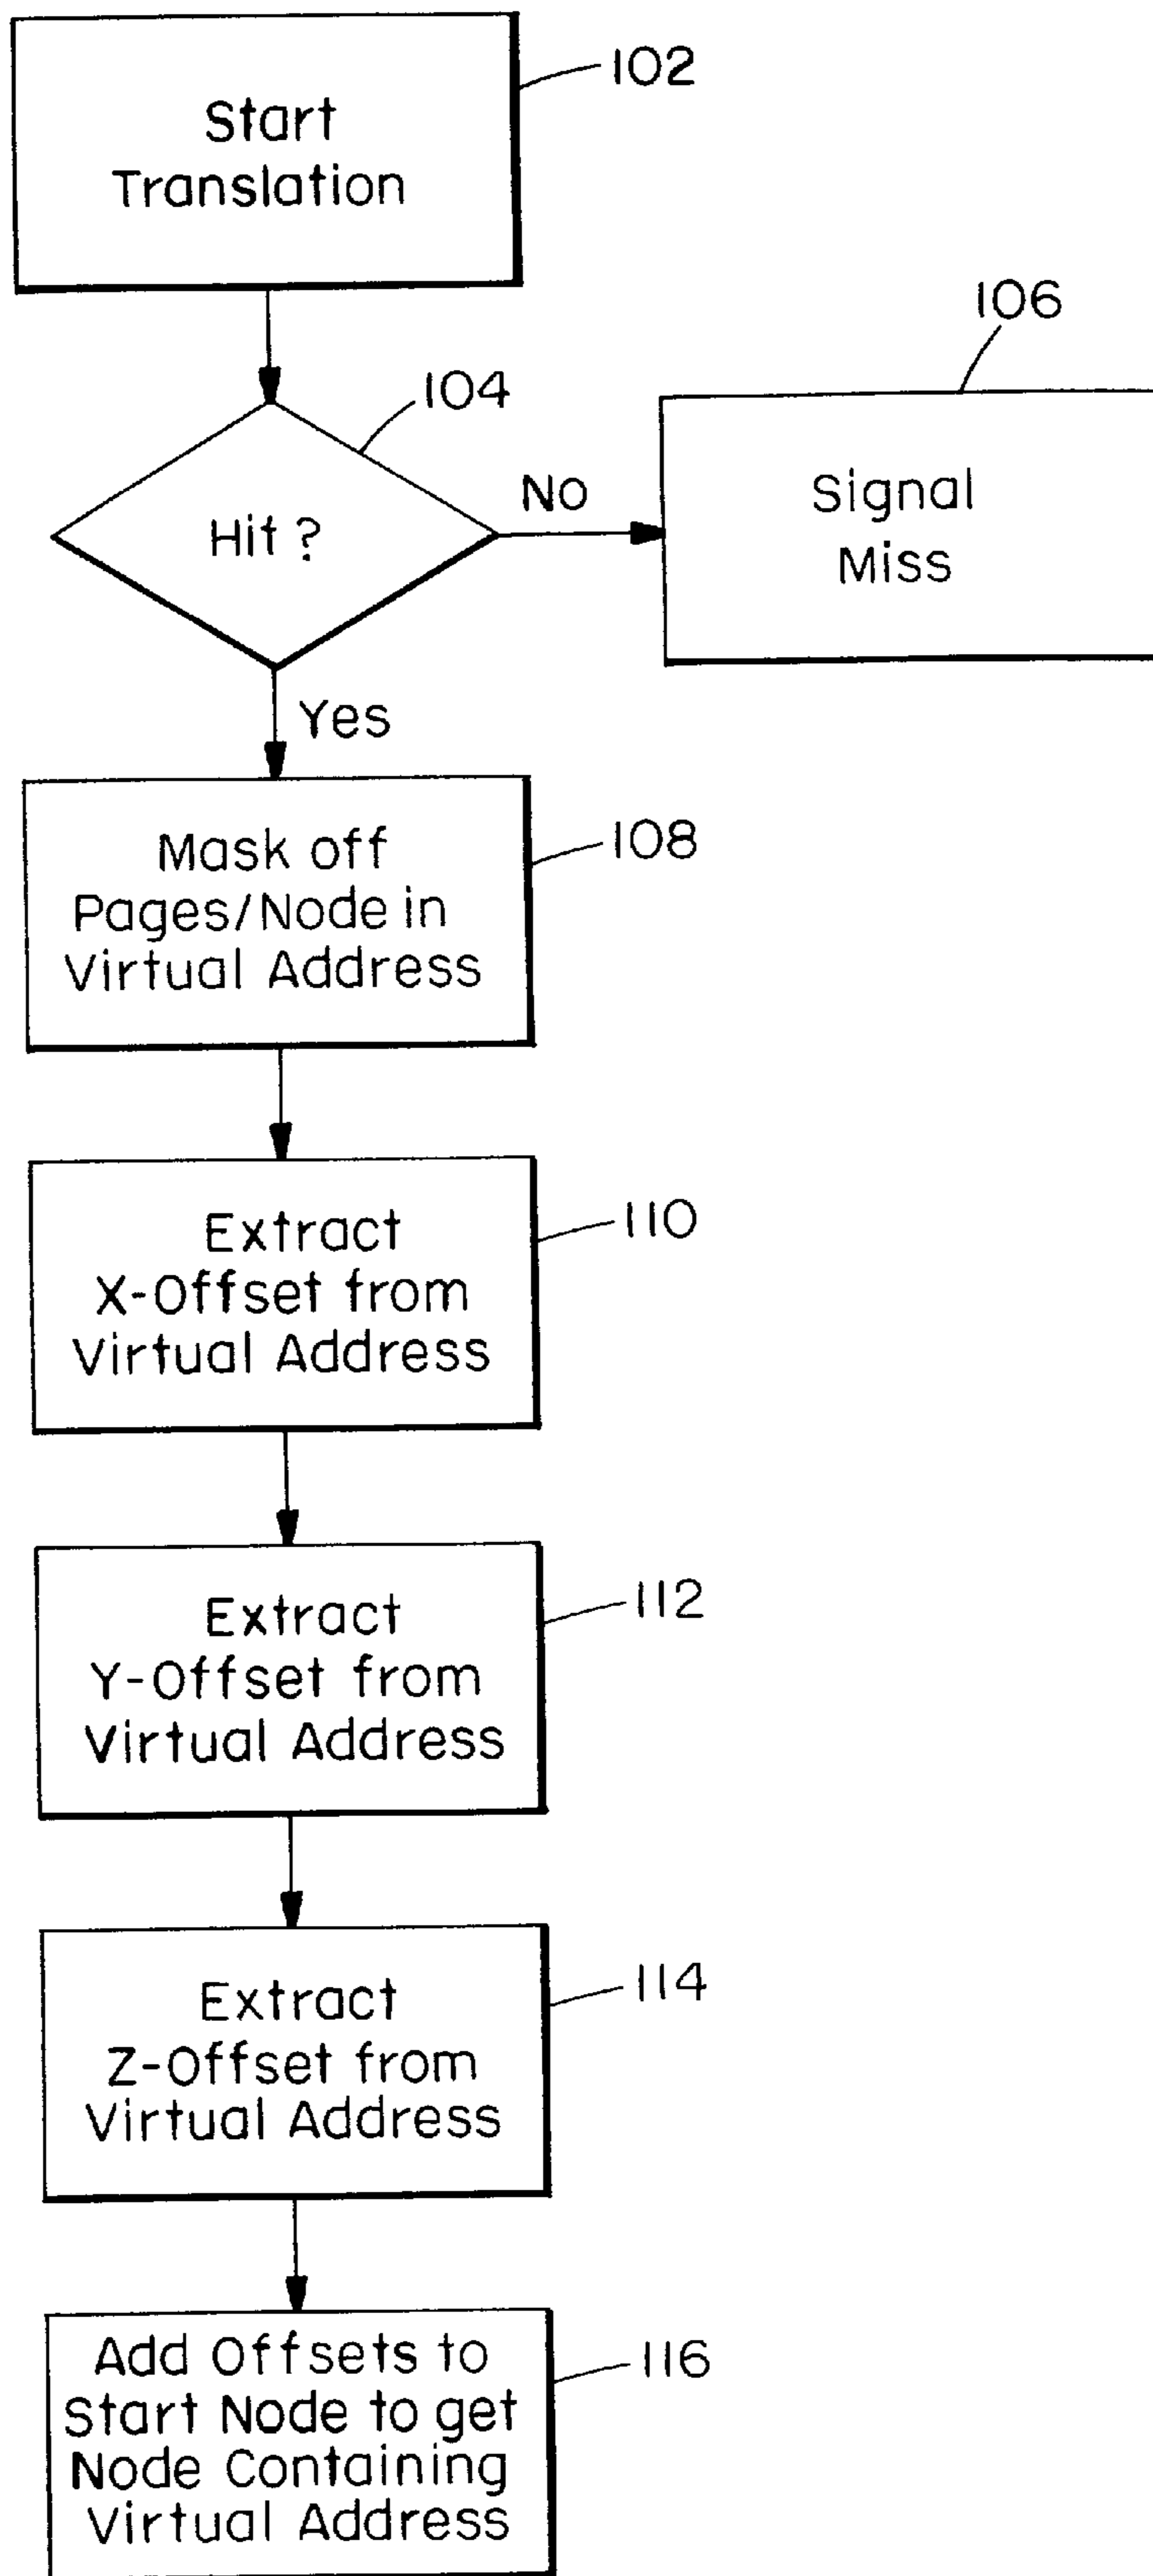 Start
Translation
102
Hit ?
104
No
Signal
Miss
106
Yes
Mask off
Pages/Node in
Virtual Address
108
Extract
X-Offset from
Virtual Address
110
Extract
Y-Offset from
Virtual Address
112
Extract
Z-Offset from
Virtual Address
114
Add Offsets to
Start Node to get
Node Containing
Virtual Address
116